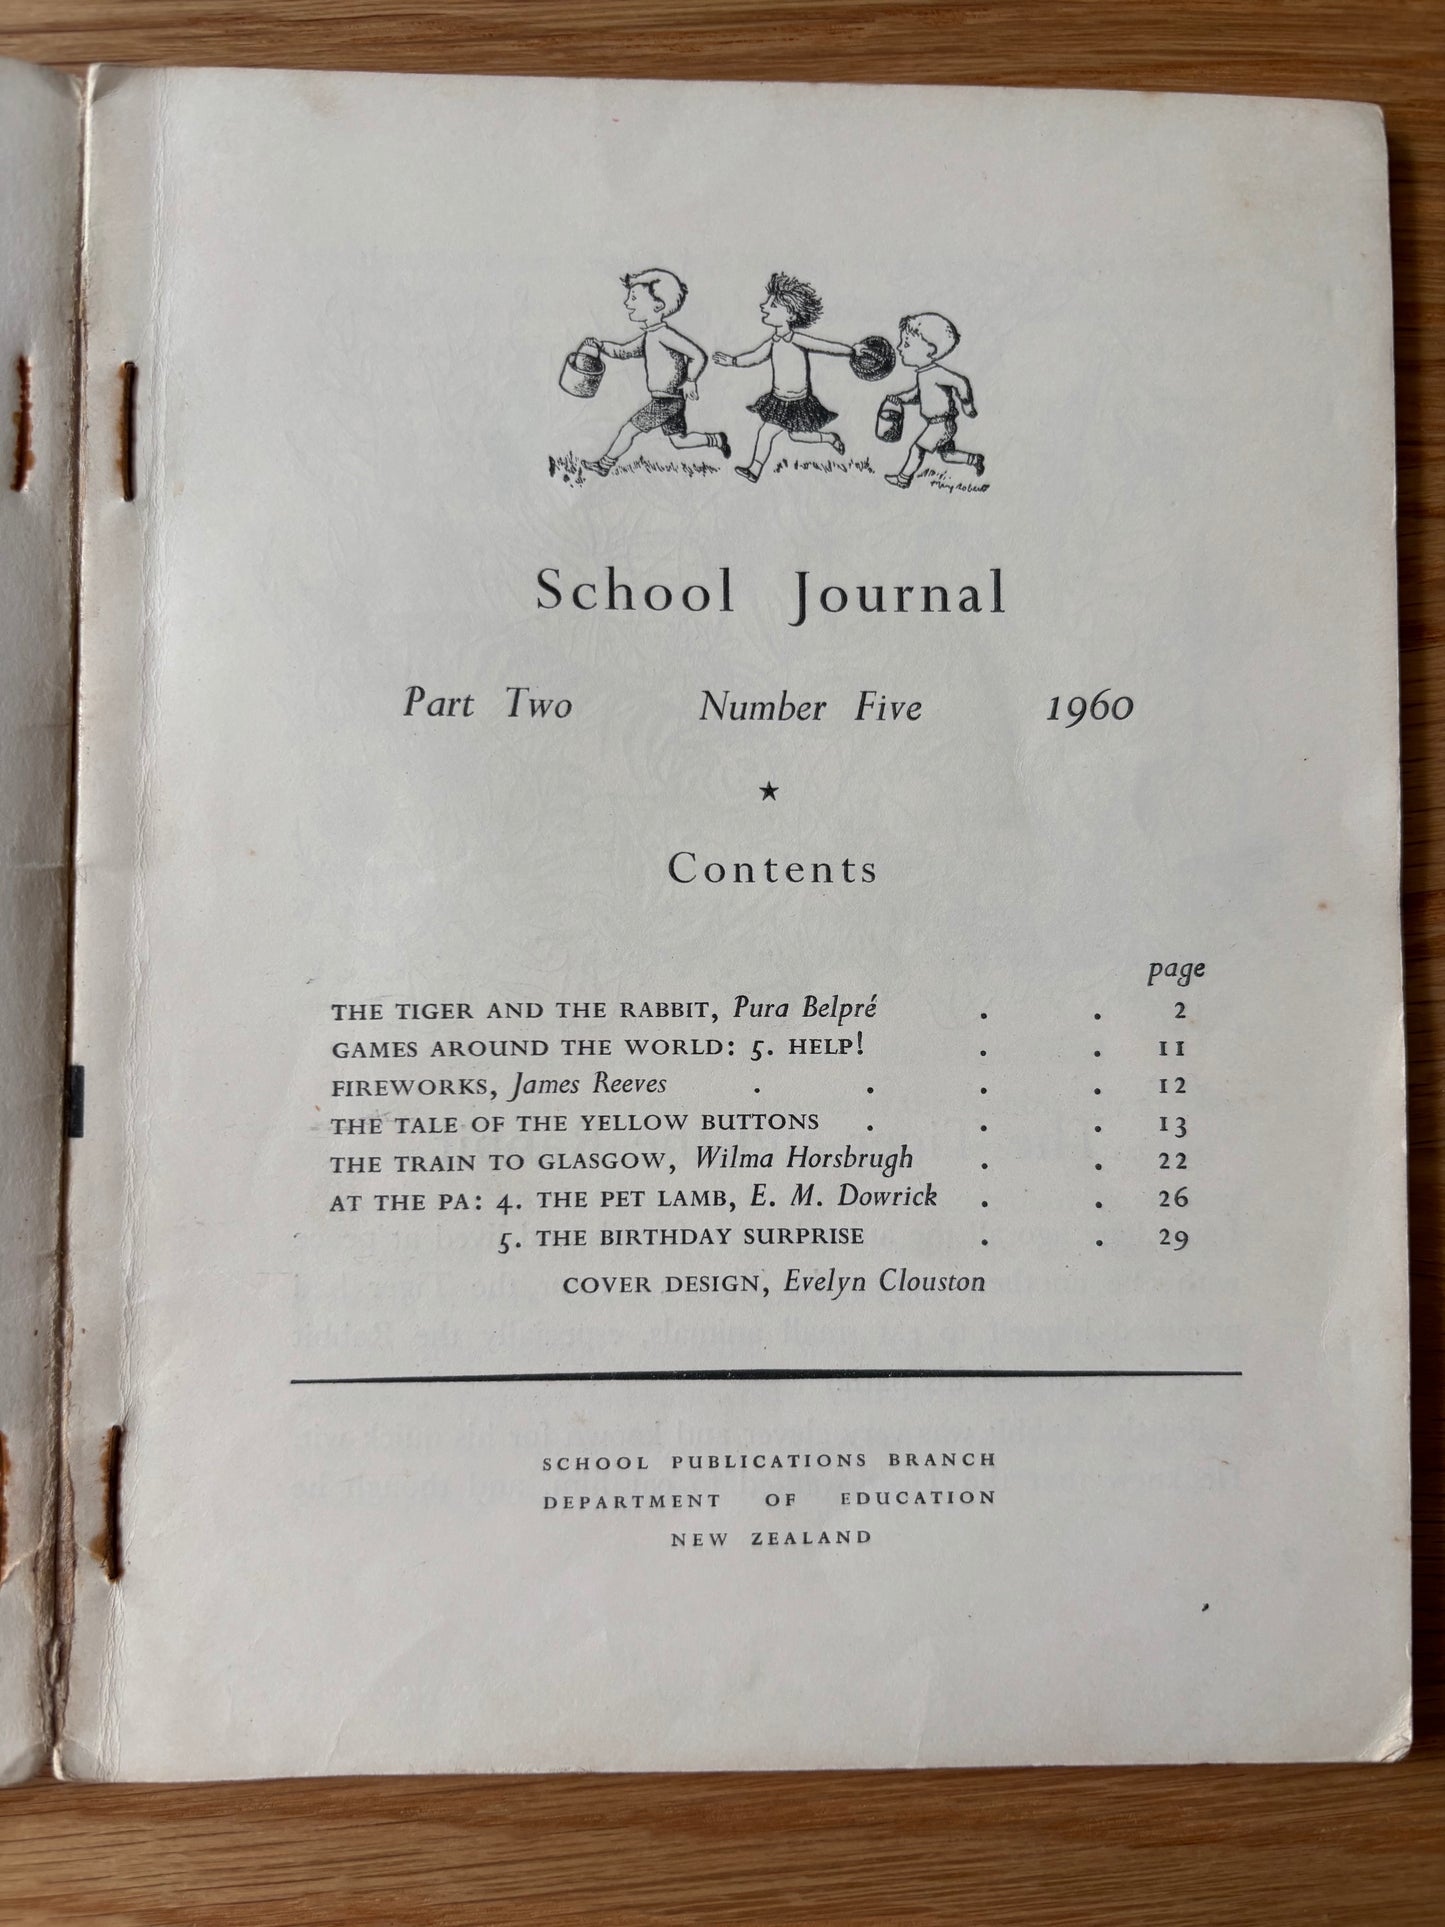 School Journal
Part Two Number Five 1960
★
Contents
page
THE TIGER AND THE RABBIT, Pura Belpré . . 2
GAMES AROUND THE WORLD: 5. HELP! . . 11
FIREWORKS, James Reeves . . . . 12
THE TALE OF THE YELLOW BUTTONS . . . 13
THE TRAIN TO GLASGOW, Wilma Horsbrugh . . 22
AT THE PA: 4. THE PET LAMB, E. M. Dowrick . . 26
5. THE BIRTHDAY SURPRISE . . 29
COVER DESIGN, Evelyn Clouston
SCHOOL PUBLICATIONS BRANCH
DEPARTMENT OF EDUCATION
NEW ZEALAND